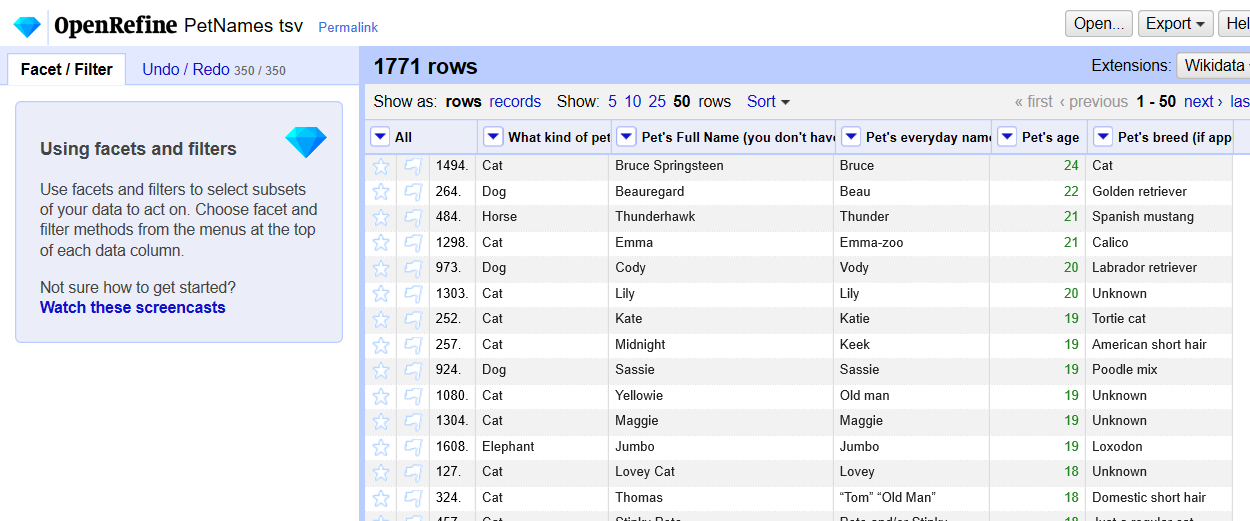 OpenRefine PetNames tsv Permalink Open... Export Hel
Facet / Filter Undo / Redo 350 / 350
1771 rows Extensions: Wikidata
Show as: rows records Show: 5 10 25 50 rows Sort « first ‹ previous 1 - 50 next › las
Using facets and filters
Use facets and filters to select subsets
of your data to act on. Choose facet and
filter methods from the menus at the top
of each data column.
Not sure how to get started?
Watch these screencasts
All What kind of pet Pet's Full Name (you don't have Pet's everyday name Pet's age Pet's breed (if app
1494. Cat Bruce Springsteen Bruce 24 Cat
264. Dog Beauregard Beau 22 Golden retriever
484. Horse Thunderhawk Thunder 21 Spanish mustang
1298. Cat Emma Emma-zoo 21 Calico
973. Dog Cody Vody 20 Labrador retriever
1303. Cat Lily Lily 20 Unknown
252. Cat Kate Katie 19 Tortie cat
257. Cat Midnight Keek 19 American short hair
924. Dog Sassie Sassie 19 Poodle mix
1080. Cat Yellowie Old man 19 Unknown
1304. Cat Maggie Maggie 19 Unknown
1608. Elephant Jumbo Jumbo 19 Loxodon
127. Cat Lovey Cat Lovey 18 Unknown
324. Cat Thomas “Tom” “Old Man” 18 Domestic short hair